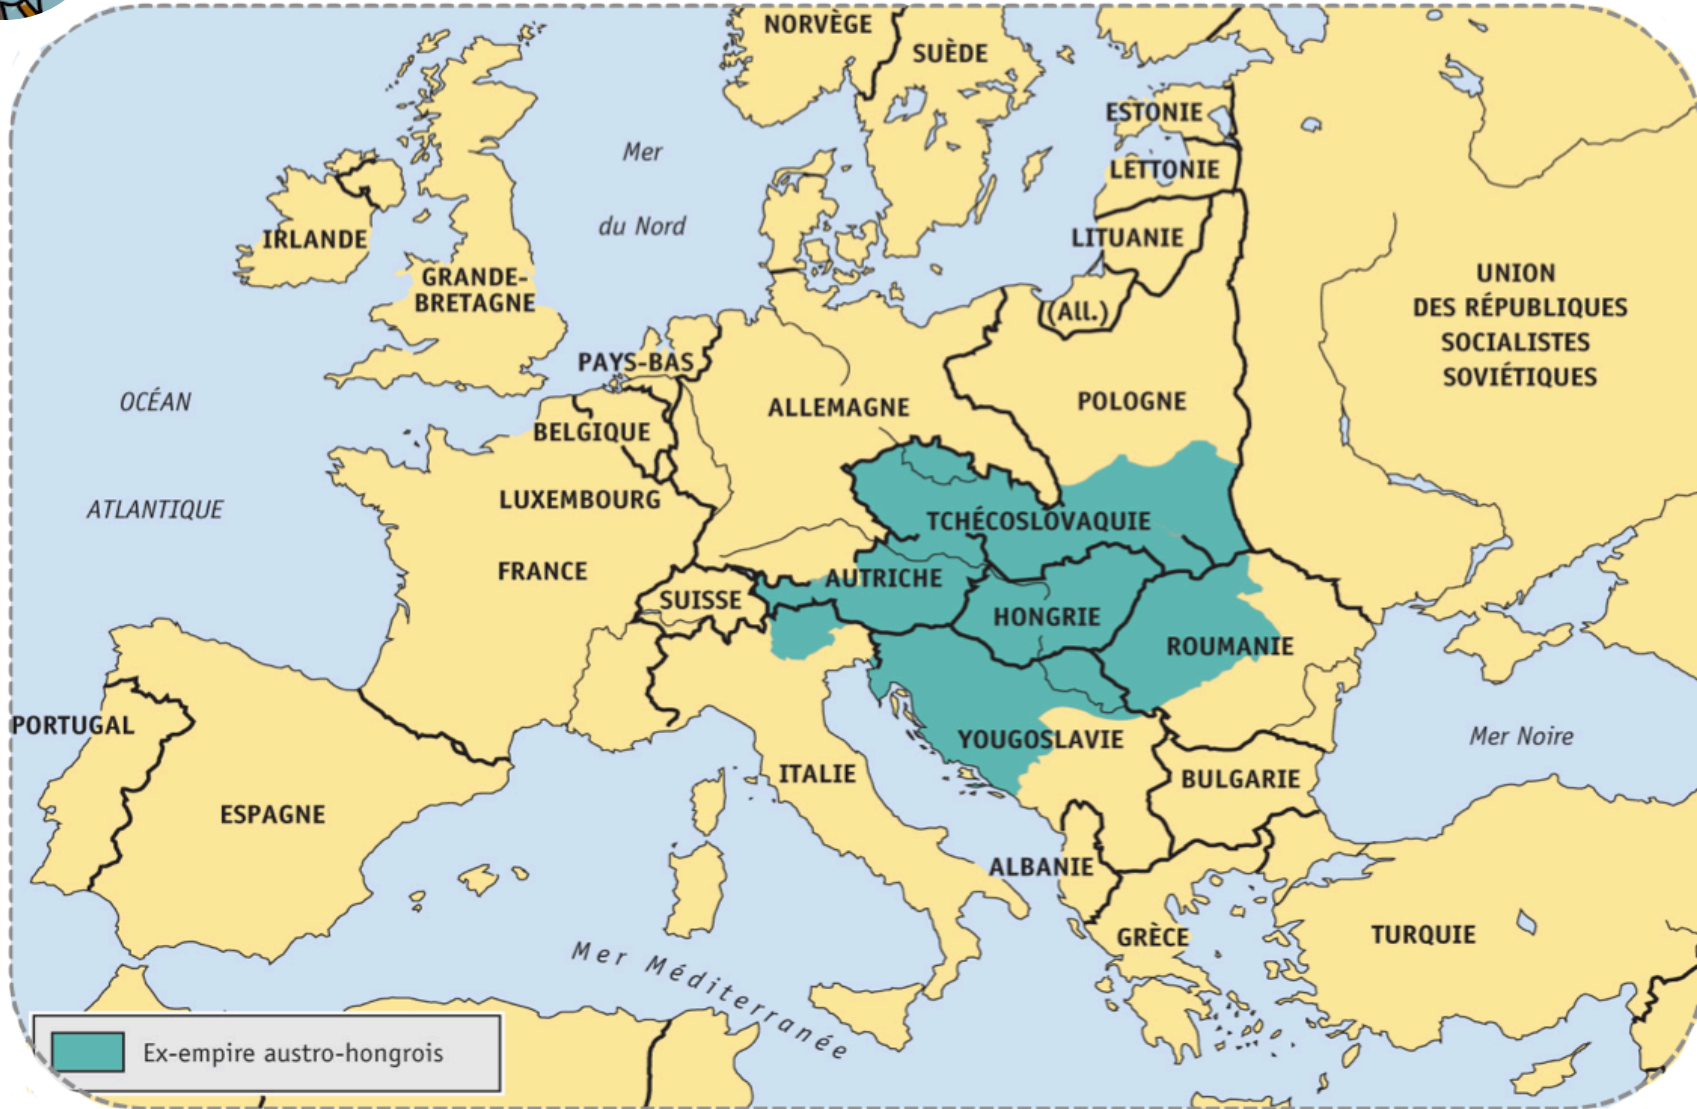 NORVÈGE
SUÈDE
ESTONIE
LETTONIE
LITUANIE
(All.)
Mer
du Nord
IRLANDE
GRANDE-
BRETAGNE
UNION
DES RÉPUBLIQUES
SOCIALISTES
SOVIÉTIQUES
PAYS-BAS
OCÉAN
ATLANTIQUE
ALLEMAGNE
POLOGNE
BELGIQUE
LUXEMBOURG
TCHÉCOSLOVAQUIE
FRANCE
SUISSE
AUTRICHE
HONGRIE
ROUMANIE
PORTUGAL
YOUGOSLAVIE
Mer Noire
ITALIE
BULGARIE
ESPAGNE
ALBANIE
GRÈCE
TURQUIE
Mer Méditerranée
Ex-empire austro-hongrois